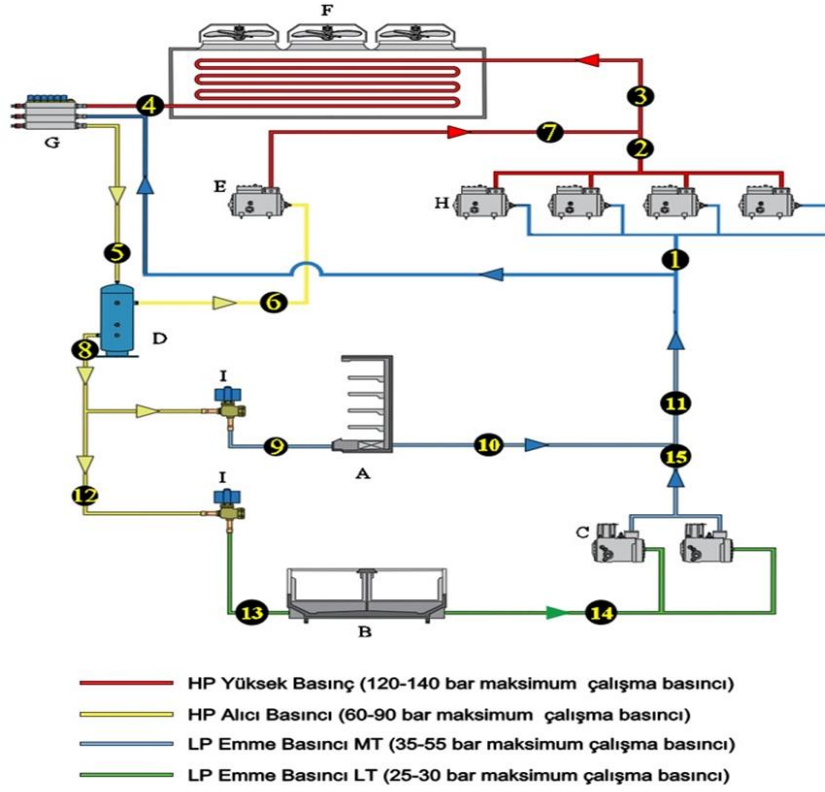 F
4
3
G
7
2
E
H
5
1
6
D
8
I
11
9
10
A
15
12
I
C
13
B
14
HP Yüksek Basınç (120-140 bar maksimum çalışma basıncı)
HP Alıcı Basıncı (60-90 bar maksimum çalışma basıncı)
LP Emme Basıncı MT (35-55 bar maksimum çalışma basıncı)
LP Emme Basıncı LT (25-30 bar maksimum çalışma basıncı)